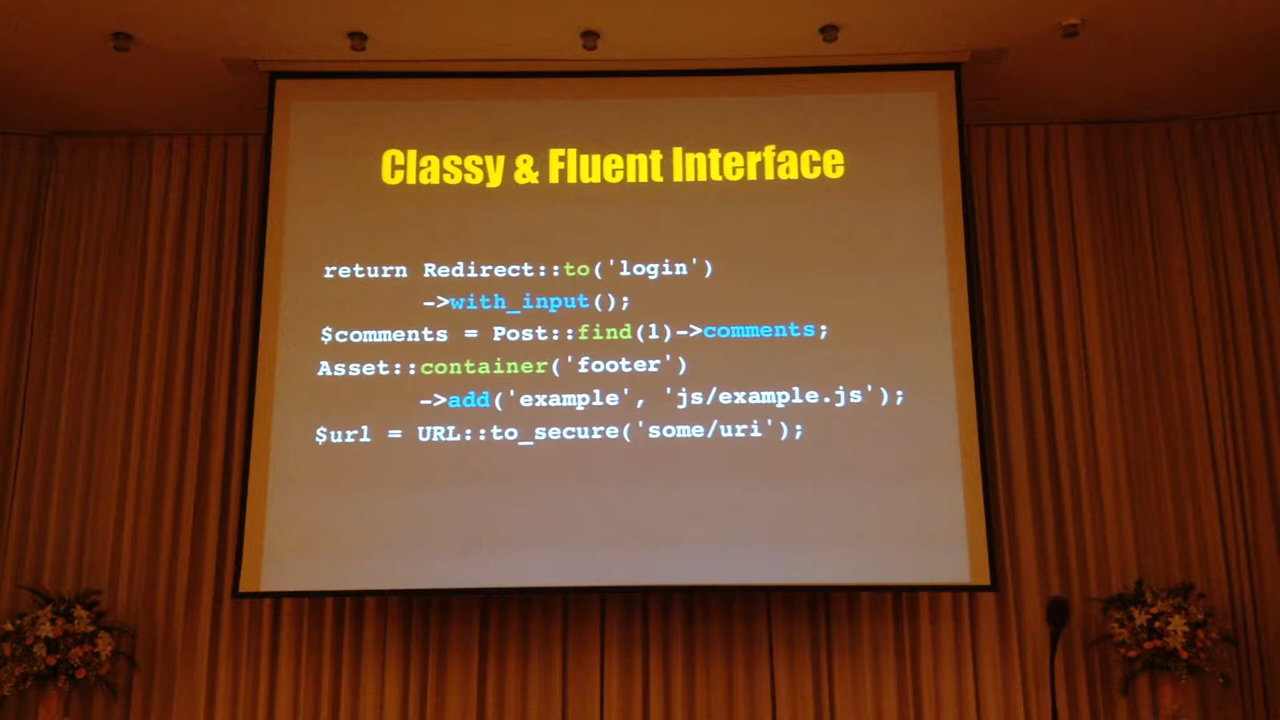 Classy & Fluent Interface
return Redirect::to('login')
->with_input();
$comments = Post::find(1)->comments;
Asset::container('footer')
->add('example', 'js/example.js');
$url = URL::to_secure('some/uri');